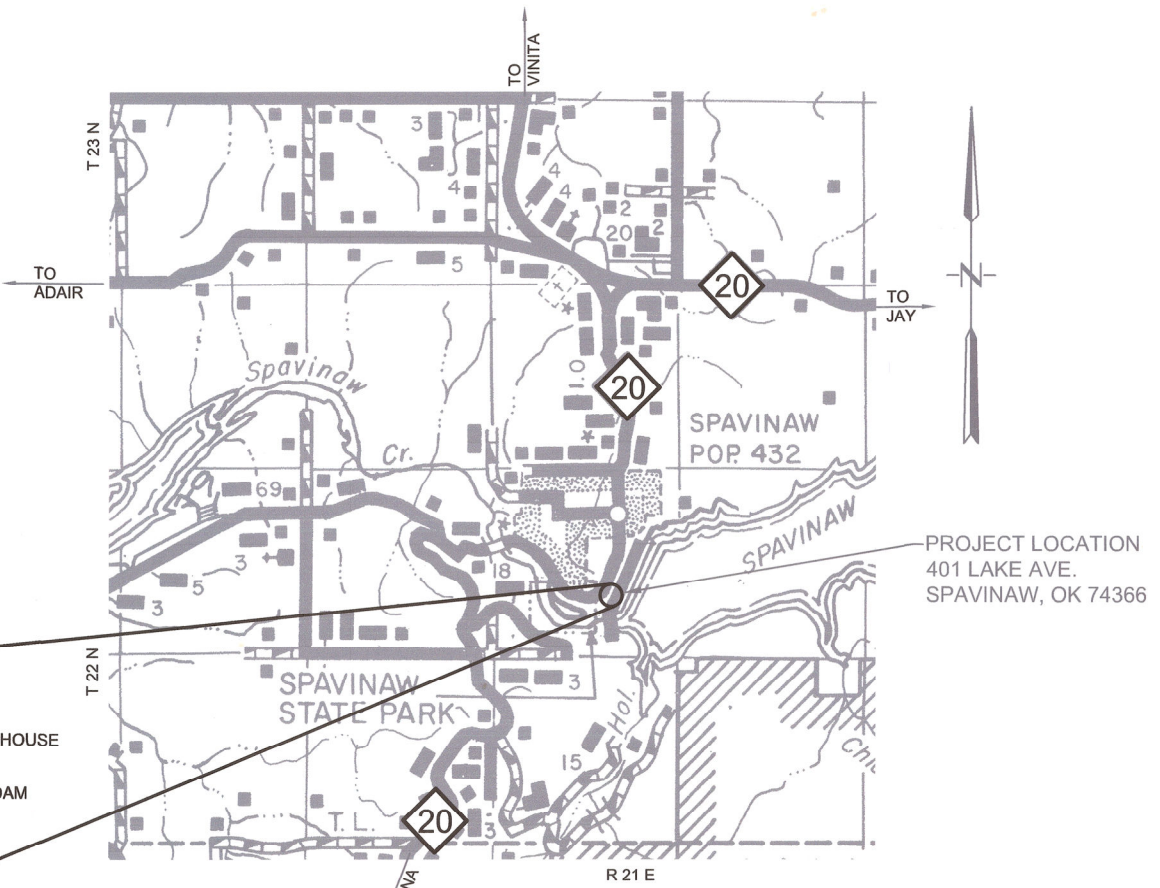 TO
VINITA
T 23 N
3
4
4
4
2
20
2
5
TO
ADAIR
20
TO
JAY
N
1.0
20
Spavinaw
Cr.
SPAVINAW
POP. 432
69
3
5
3
18
SPAVINAW
PROJECT LOCATION
401 LAKE AVE.
SPAVINAW, OK 74366
T 22 N
SPAVINAW
STATE PARK
3
Hol.
HOUSE
DAM
15
T.L.
20
3
R 21 E